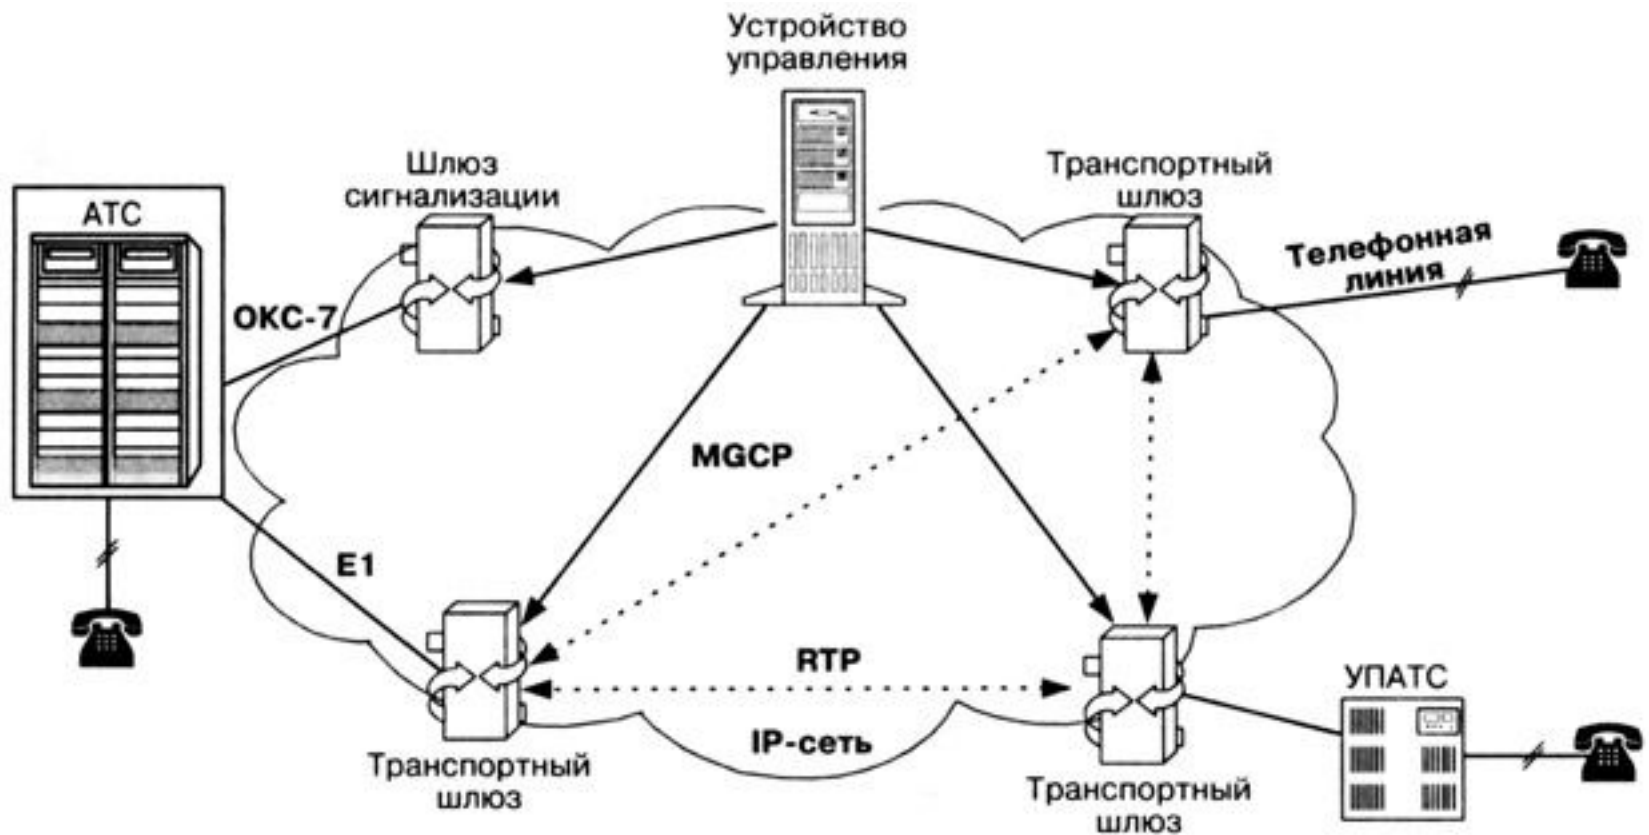 Устройство
управления
Шлюз
сигнализации
Транспортный
шлюз
АТС
Телефонная
линия
ОКС-7
MGCP
E1
RTP
УПАТС
IP-сеть
Транспортный
шлюз
Транспортный
шлюз